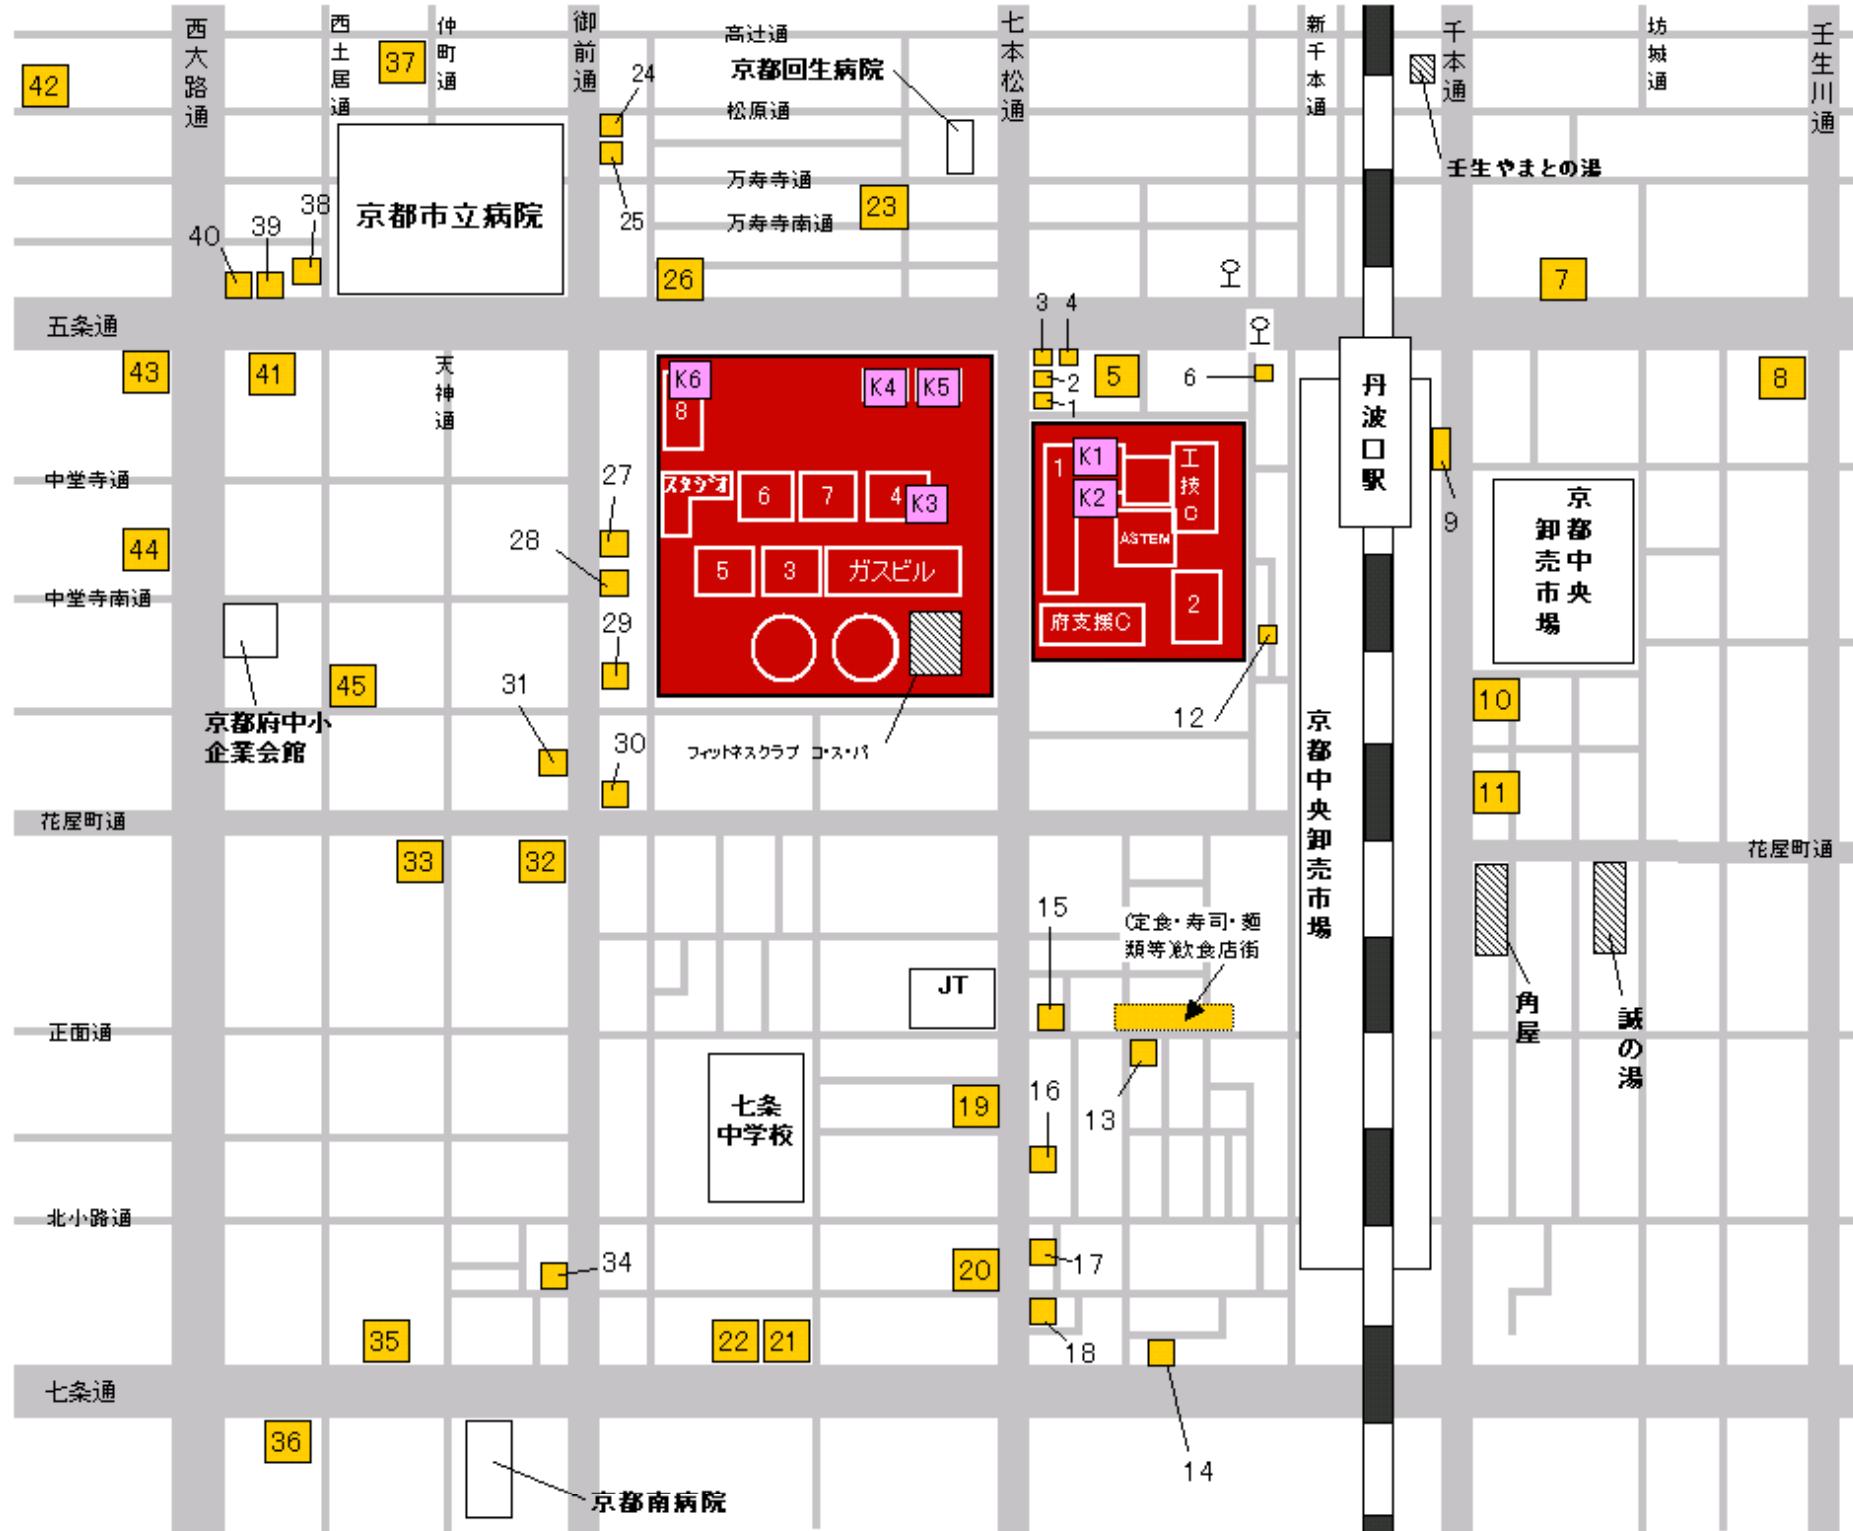 西大路通
西土居通
仲町通
御前通
高辻通
七本松通
新千本通
千本通
坊城通
壬生川通
42
37
24
京都回生病院
松原通
25
万寿寺通
壬生やまとの湯
23
万寿寺南通
京都市立病院
38
39
40
26
7
五条通
3
4
2
1
5
6
43
41
天神通
K6
8
K4
K5
丹波口駅
8
中堂寺通
27
28
スタジオ
6
7
4
K3
1
K1
K2
工技C
ASTEM
9
京都中央
卸売市場
44
中堂寺南通
5
3
ガスビル
2
府支援C
29
45
31
京都府中小
企業会館
30
フィットネスクラブ コ・ス・パ
12
京都中央卸売市場
10
11
花屋町通
花屋町通
33
32
15
(定食・寿司・麺
類等)飲食店街
JT
角屋
誠の湯
正面通
七条
中学校
19
16
13
北小路通
34
20
17
18
35
22
21
七条通
36
14
京都南病院